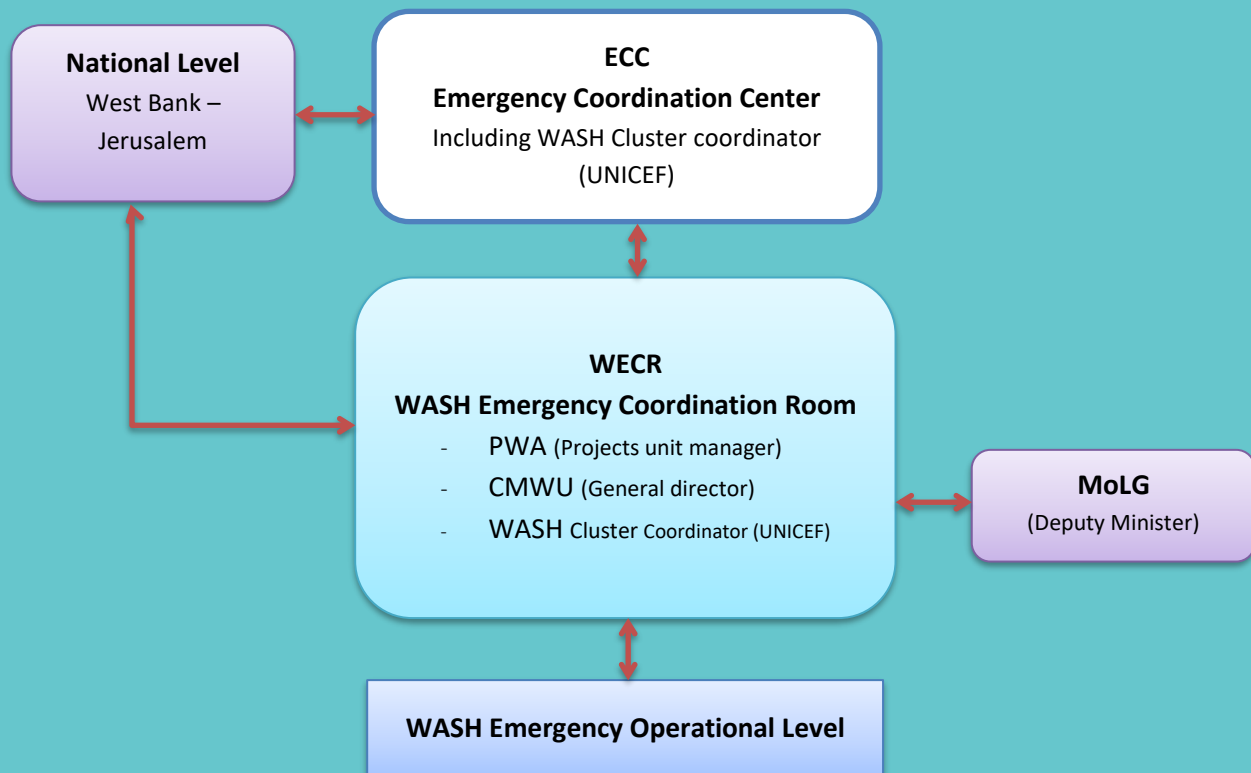 National Level
West Bank –
Jerusalem
ECC
Emergency Coordination Center
Including WASH Cluster coordinator
(UNICEF)
WECR
WASH Emergency Coordination Room
- PWA (Projects unit manager)
- CMWU (General director)
- WASH Cluster Coordinator (UNICEF)
MoLG
(Deputy Minister)
WASH Emergency Operational Level